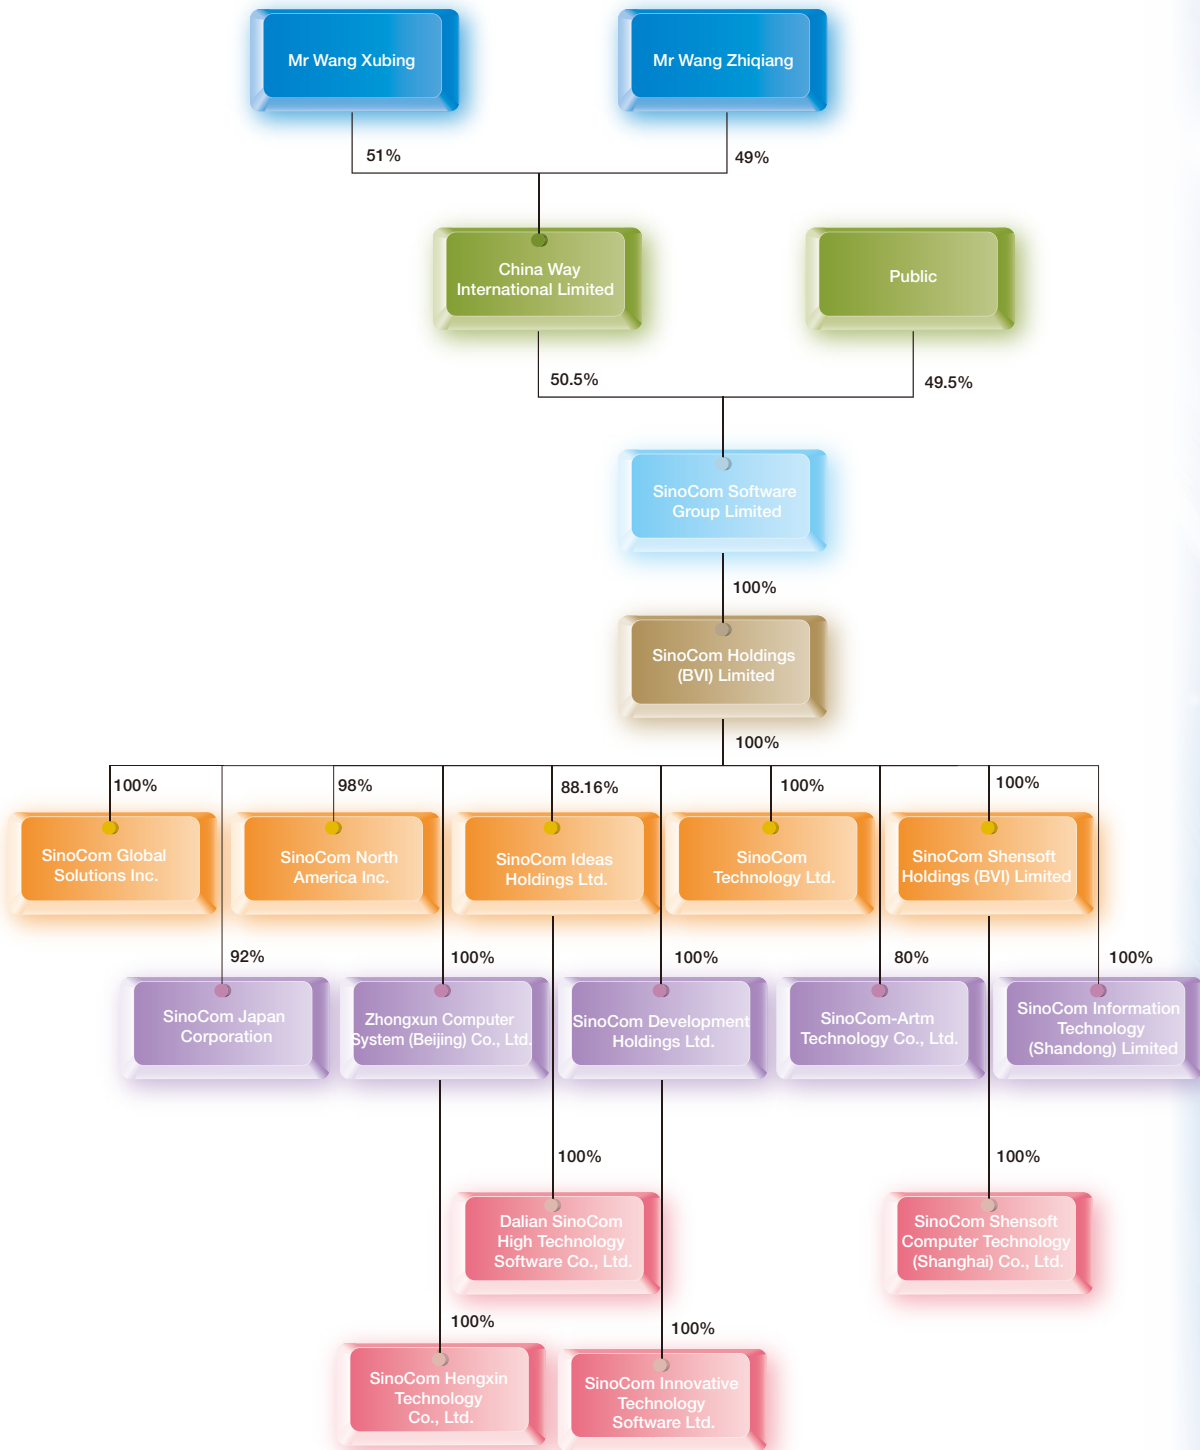 Mr Wang Xubing
Mr Wang Zhiqiang
51%
49%
China Way
International Limited
Public
50.5%
49.5%
SinoCom Software
Group Limited
100%
SinoCom Holdings
(BVI) Limited
100%
100%
98%
88.16%
100%
100%
SinoCom Global
Solutions Inc.
SinoCom North
America Inc.
SinoCom Ideas
Holdings Ltd.
SinoCom
Technology Ltd.
SinoCom Shensoft
Holdings (BVI) Limited
92%
100%
100%
80%
100%
SinoCom Japan
Corporation
Zhongxun Computer
System (Beijing) Co., Ltd.
SinoCom Development
Holdings Ltd.
SinoCom-Artm
Technology Co., Ltd.
SinoCom Information
Technology
(Shandong) Limited
100%
100%
Dalian SinoCom
High Technology
Software Co., Ltd.
SinoCom Shensoft
Computer Technology
(Shanghai) Co., Ltd.
100%
100%
SinoCom Hengxin
Technology
Co., Ltd.
SinoCom Innovative
Technology
Software Ltd.